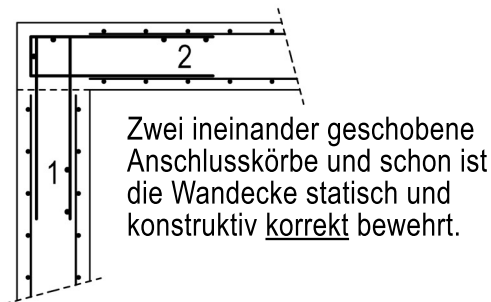 2
1
Zwei ineinander geschobene
Anschlusskörbe und schon ist
die Wandecke statisch und
konstruktiv korrekt bewehrt.